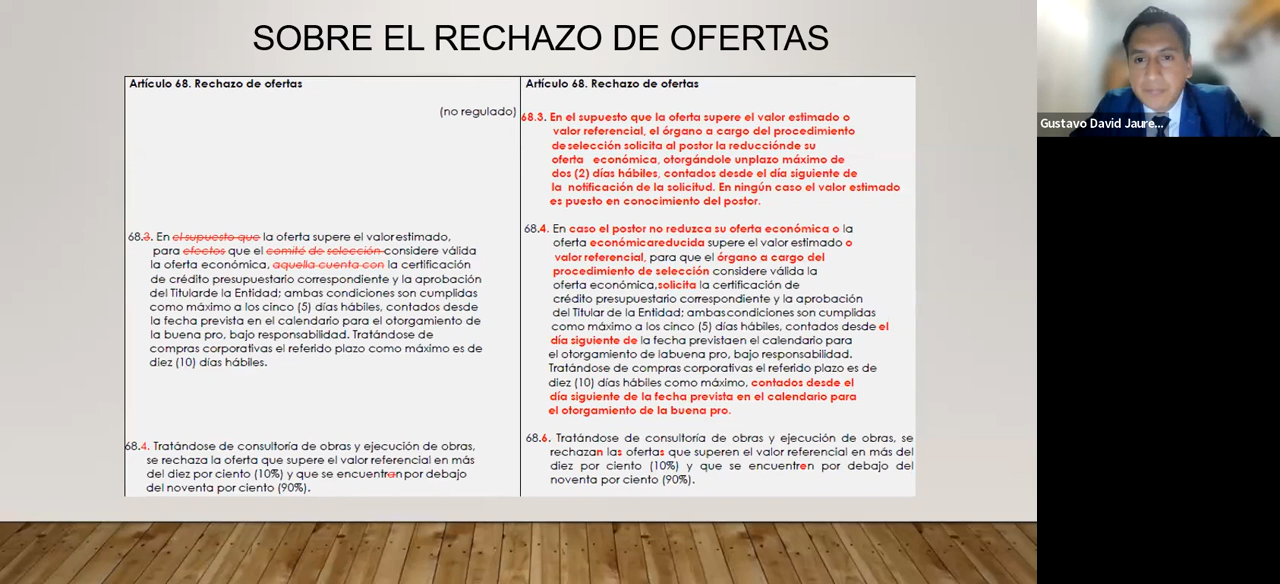 SOBRE EL RECHAZO DE OFERTAS
Artículo 68. Rechazo de ofertas
(no regulado)
68.3. En el supuesto que la oferta supere el valor estimado,
para efectos que el comité de selección considere válida
la oferta económica, aquella cuenta con la certificación
de crédito presupuestario correspondiente y la aprobación
del Titularde la Entidad; ambas condiciones son cumplidas
como máximo a los cinco (5) días hábiles, contados desde
la fecha prevista en el calendario para el otorgamiento de
la buena pro, bajo responsabilidad. Tratándose de
compras corporativas el referido plazo como máximo es de
diez (10) días hábiles.
68.4. Tratándose de consultoría de obras y ejecución de obras,
se rechaza la oferta que supere el valor referencial en más
del diez por ciento (10%) y que se encuentran por debajo
del noventa por ciento (90%).
Artículo 68. Rechazo de ofertas
68.3. En el supuesto que la oferta supere el valor estimado o
valor referencial, el órgano a cargo del procedimiento
de selección solicita al postor la reducciónde su
oferta económica, otorgándole unplazo máximo de
dos (2) días hábiles, contados desde el día siguiente de
la notificación de la solicitud. En ningún caso el valor estimado
es puesto en conocimiento del postor.
68.4. En caso el postor no reduzca su oferta económica o la
oferta económicareducida supere el valor estimado o
valor referencial, para que el órgano a cargo del
procedimiento de selección considere válida la
oferta económica,solicita la certificación de
crédito presupuestario correspondiente y la aprobación
del Titular de la Entidad; ambascondiciones son cumplidas
como máximo a los cinco (5) días hábiles, contados desde el
día siguiente de la fecha previstaen el calendario para
el otorgamiento de labuena pro, bajo responsabilidad.
Tratándose de compras corporativas el referido plazo es de
diez (10) días hábiles como máximo, contados desde el
día siguiente de la fecha prevista en el calendario para
el otorgamiento de la buena pro.
68.6. Tratándose de consultoría de obras y ejecución de obras, se
rechazan las ofertas que superen el valor referencial en más del
diez por ciento (10%) y que se encuentren por debajo del
noventa por ciento (90%).
Gustavo David Jaure...